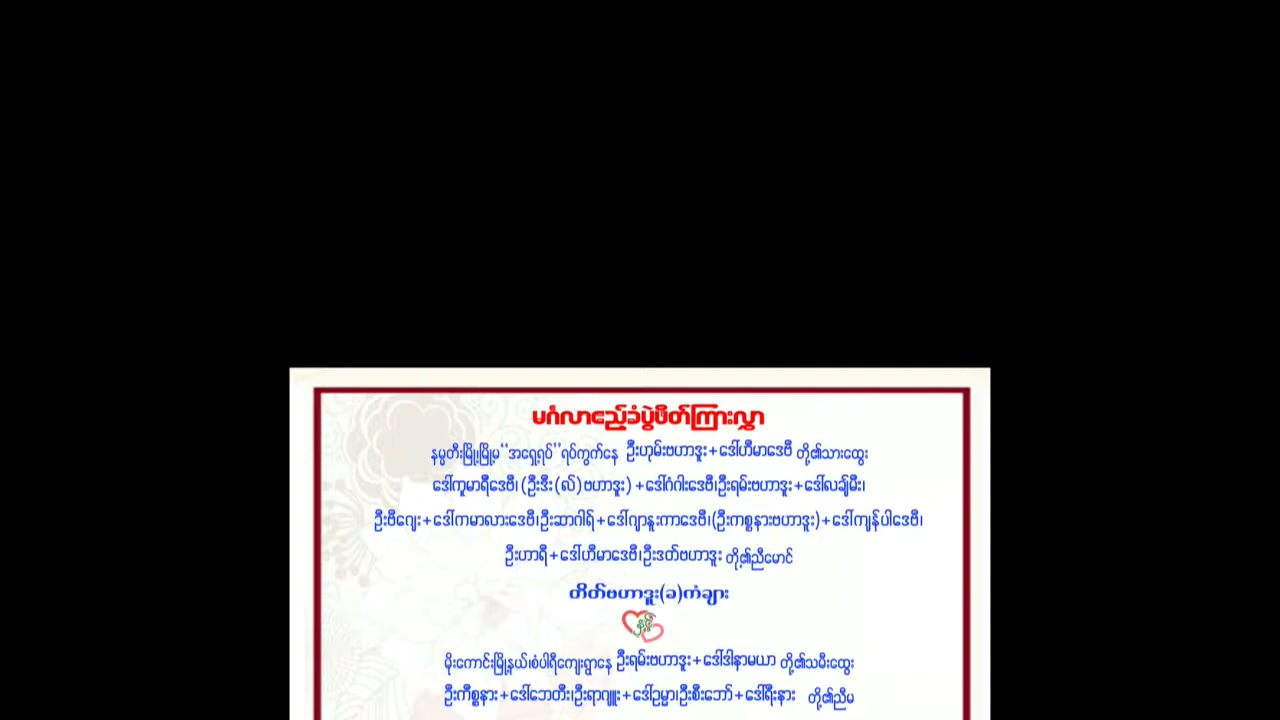 မင်္ဂလာဧည့်ခံပွဲဖိတ်ကြားလွှာ
နမ္မတီးမြို့၊မြို့မ“အရှေ့ရပ်”ရပ်ကွက်နေ ဦးဟုမ်းဗဟာဒူး+ဒေါ်ဟီမာဒေဗီ တို့၏သားထွေး
ဒေါ်ကူမာရီဒေဗီ၊(ဦးဒီး(လ်)ဗဟာဒူး) +ဒေါ်ဂံဂါးဒေဗီ၊ဦးရမ်းဗဟာဒူး+ဒေါ်လချ်မီး၊
ဦးဗီဂျေး+ဒေါ်ကမာလားဒေဗီ၊ဦးဆာဂါရ်+ဒေါ်ဂျာနူးကာဒေဗီ၊(ဦးကစ္စနားဗဟာဒူး)+ဒေါ်ကျန်ပါဒေဗီ၊
ဦးဟာရီ+ဒေါ်ဟီမာဒေဗီ၊ဦးဒတ်ဗဟာဒူး တို့၏ညီမောင်
တိတ်ဗဟာဒူး(ခ)ကံချား
နှင့်
မိုးကောင်းမြို့နယ်၊စံပါရီကျေးရွာနေ ဦးရမ်းဗဟာဒူး+ဒေါ်ဒါနာမယာ တို့၏သမီးထွေး
ဦးကီစ္စနား+ဒေါ်ဘေတီး၊ဦးရာဂျူး+ဒေါ်ဥမ္မာ၊ဦးစီးဘော်+ဒေါ်ရီးနား တို့၏ညီမ